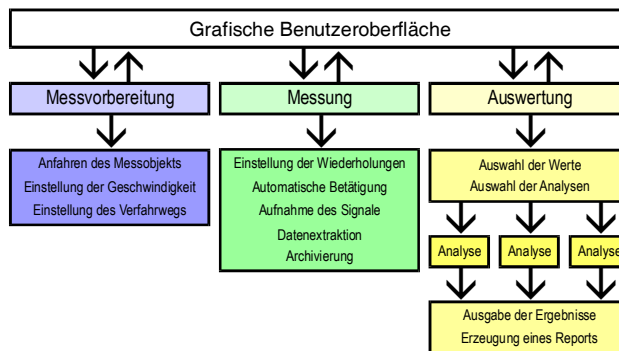 Grafische Benutzeroberfläche
Messvorbereitung
Messung
Auswertung
Anfahren des Messobjekts
Einstellung der Geschwindigkeit
Einstellung des Verfahrwegs
Einstellung der Wiederholungen
Automatische Betätigung
Aufnahme des Signale
Datenextraktion
Archivierung
Auswahl der Werte
Auswahl der Analysen
Analyse
Analyse
Analyse
Ausgabe der Ergebnisse
Erzeugung eines Reports